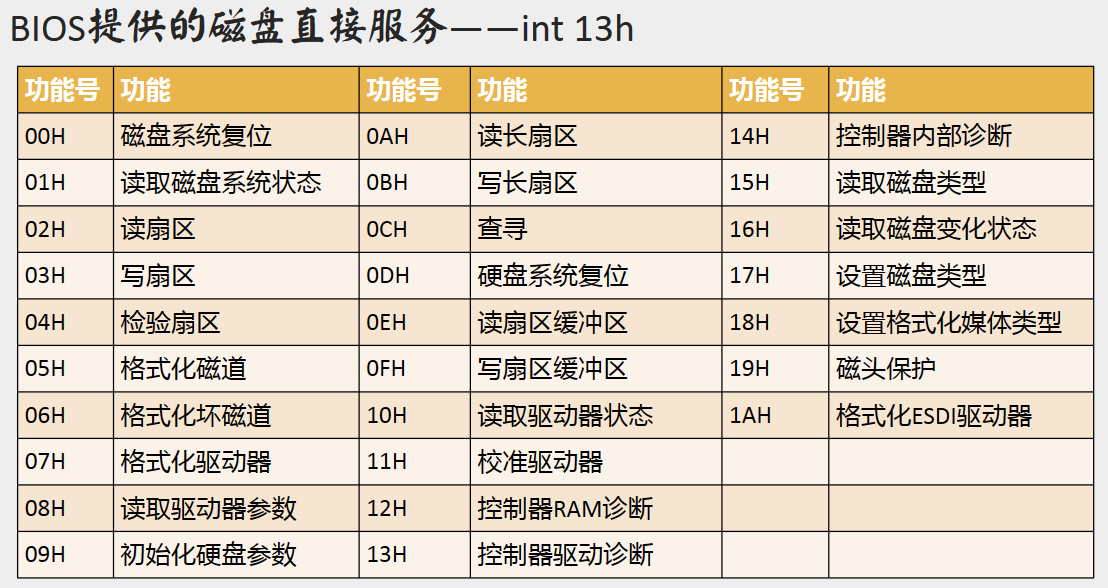 BIOS提供的磁盘直接服务——int 13h
功能号 功能 功能号 功能 功能号 功能
00H 磁盘系统复位 0AH 读长扇区 14H 控制器内部诊断
01H 读取磁盘系统状态 0BH 写长扇区 15H 读取磁盘类型
02H 读扇区 0CH 查寻 16H 读取磁盘变化状态
03H 写扇区 0DH 硬盘系统复位 17H 设置磁盘类型
04H 检验扇区 0EH 读扇区缓冲区 18H 设置格式化媒体类型
05H 格式化磁道 0FH 写扇区缓冲区 19H 磁头保护
06H 格式化坏磁道 10H 读取驱动器状态 1AH 格式化ESDI驱动器
07H 格式化驱动器 11H 校准驱动器
08H 读取驱动器参数 12H 控制器RAM诊断
09H 初始化硬盘参数 13H 控制器驱动诊断